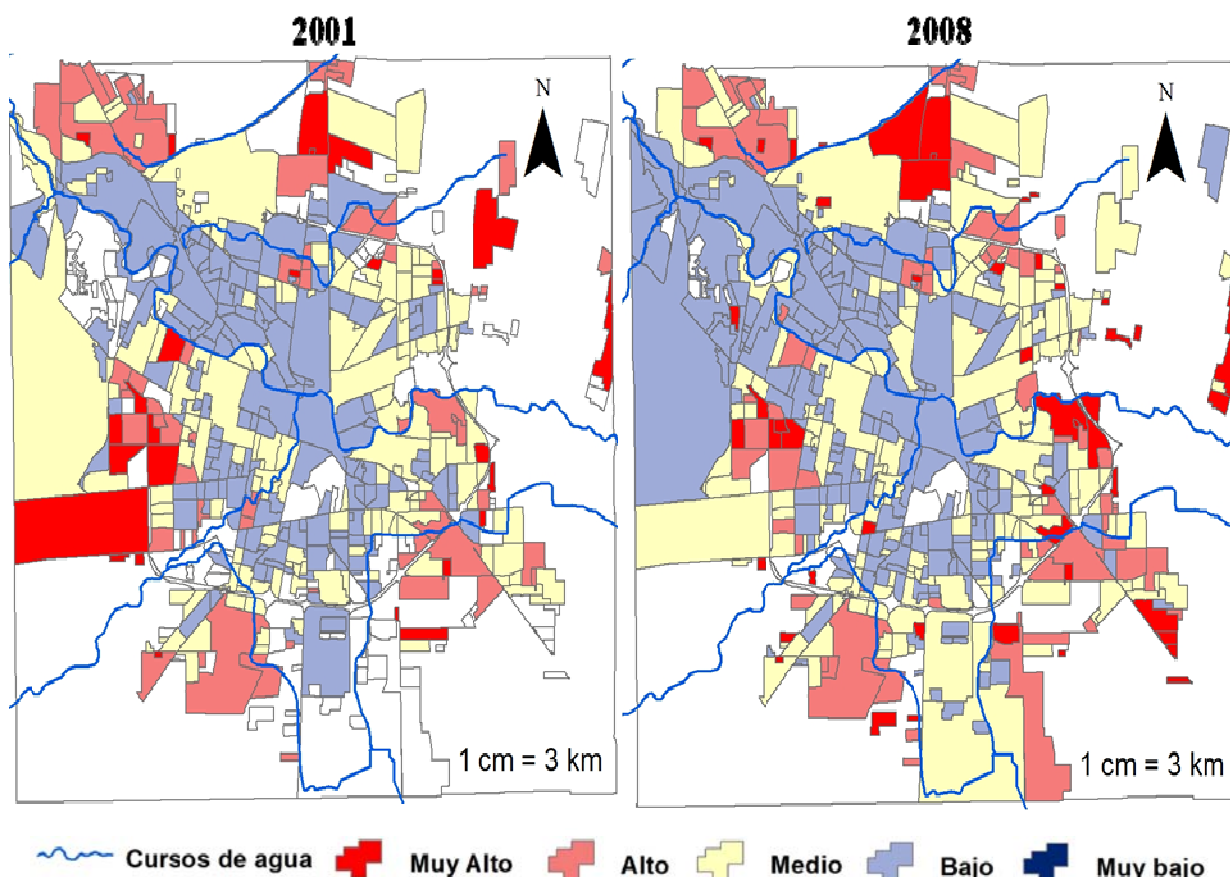 2001 2008
N N
1 cm = 3 km 1 cm = 3 km
Cursos de agua Muy Alto Alto Medio Bajo Muy bajo